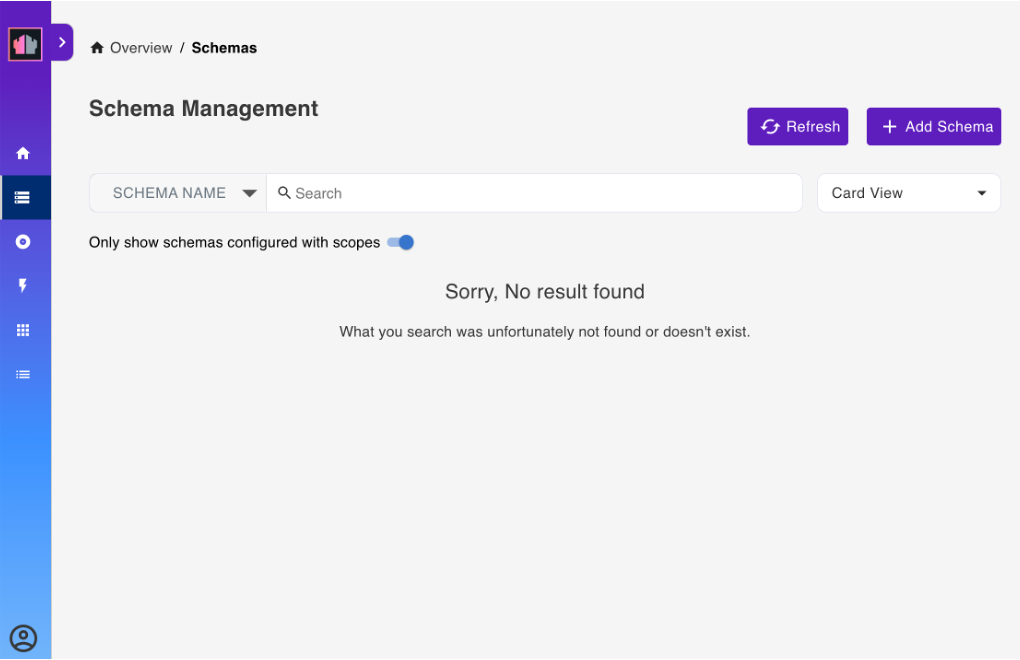 Overview / Schemas
Schema Management
Refresh
Add Schema
SCHEMA NAME
Search
Card View
Only show schemas configured with scopes
Sorry, No result found
What you search was unfortunately not found or doesn't exist.